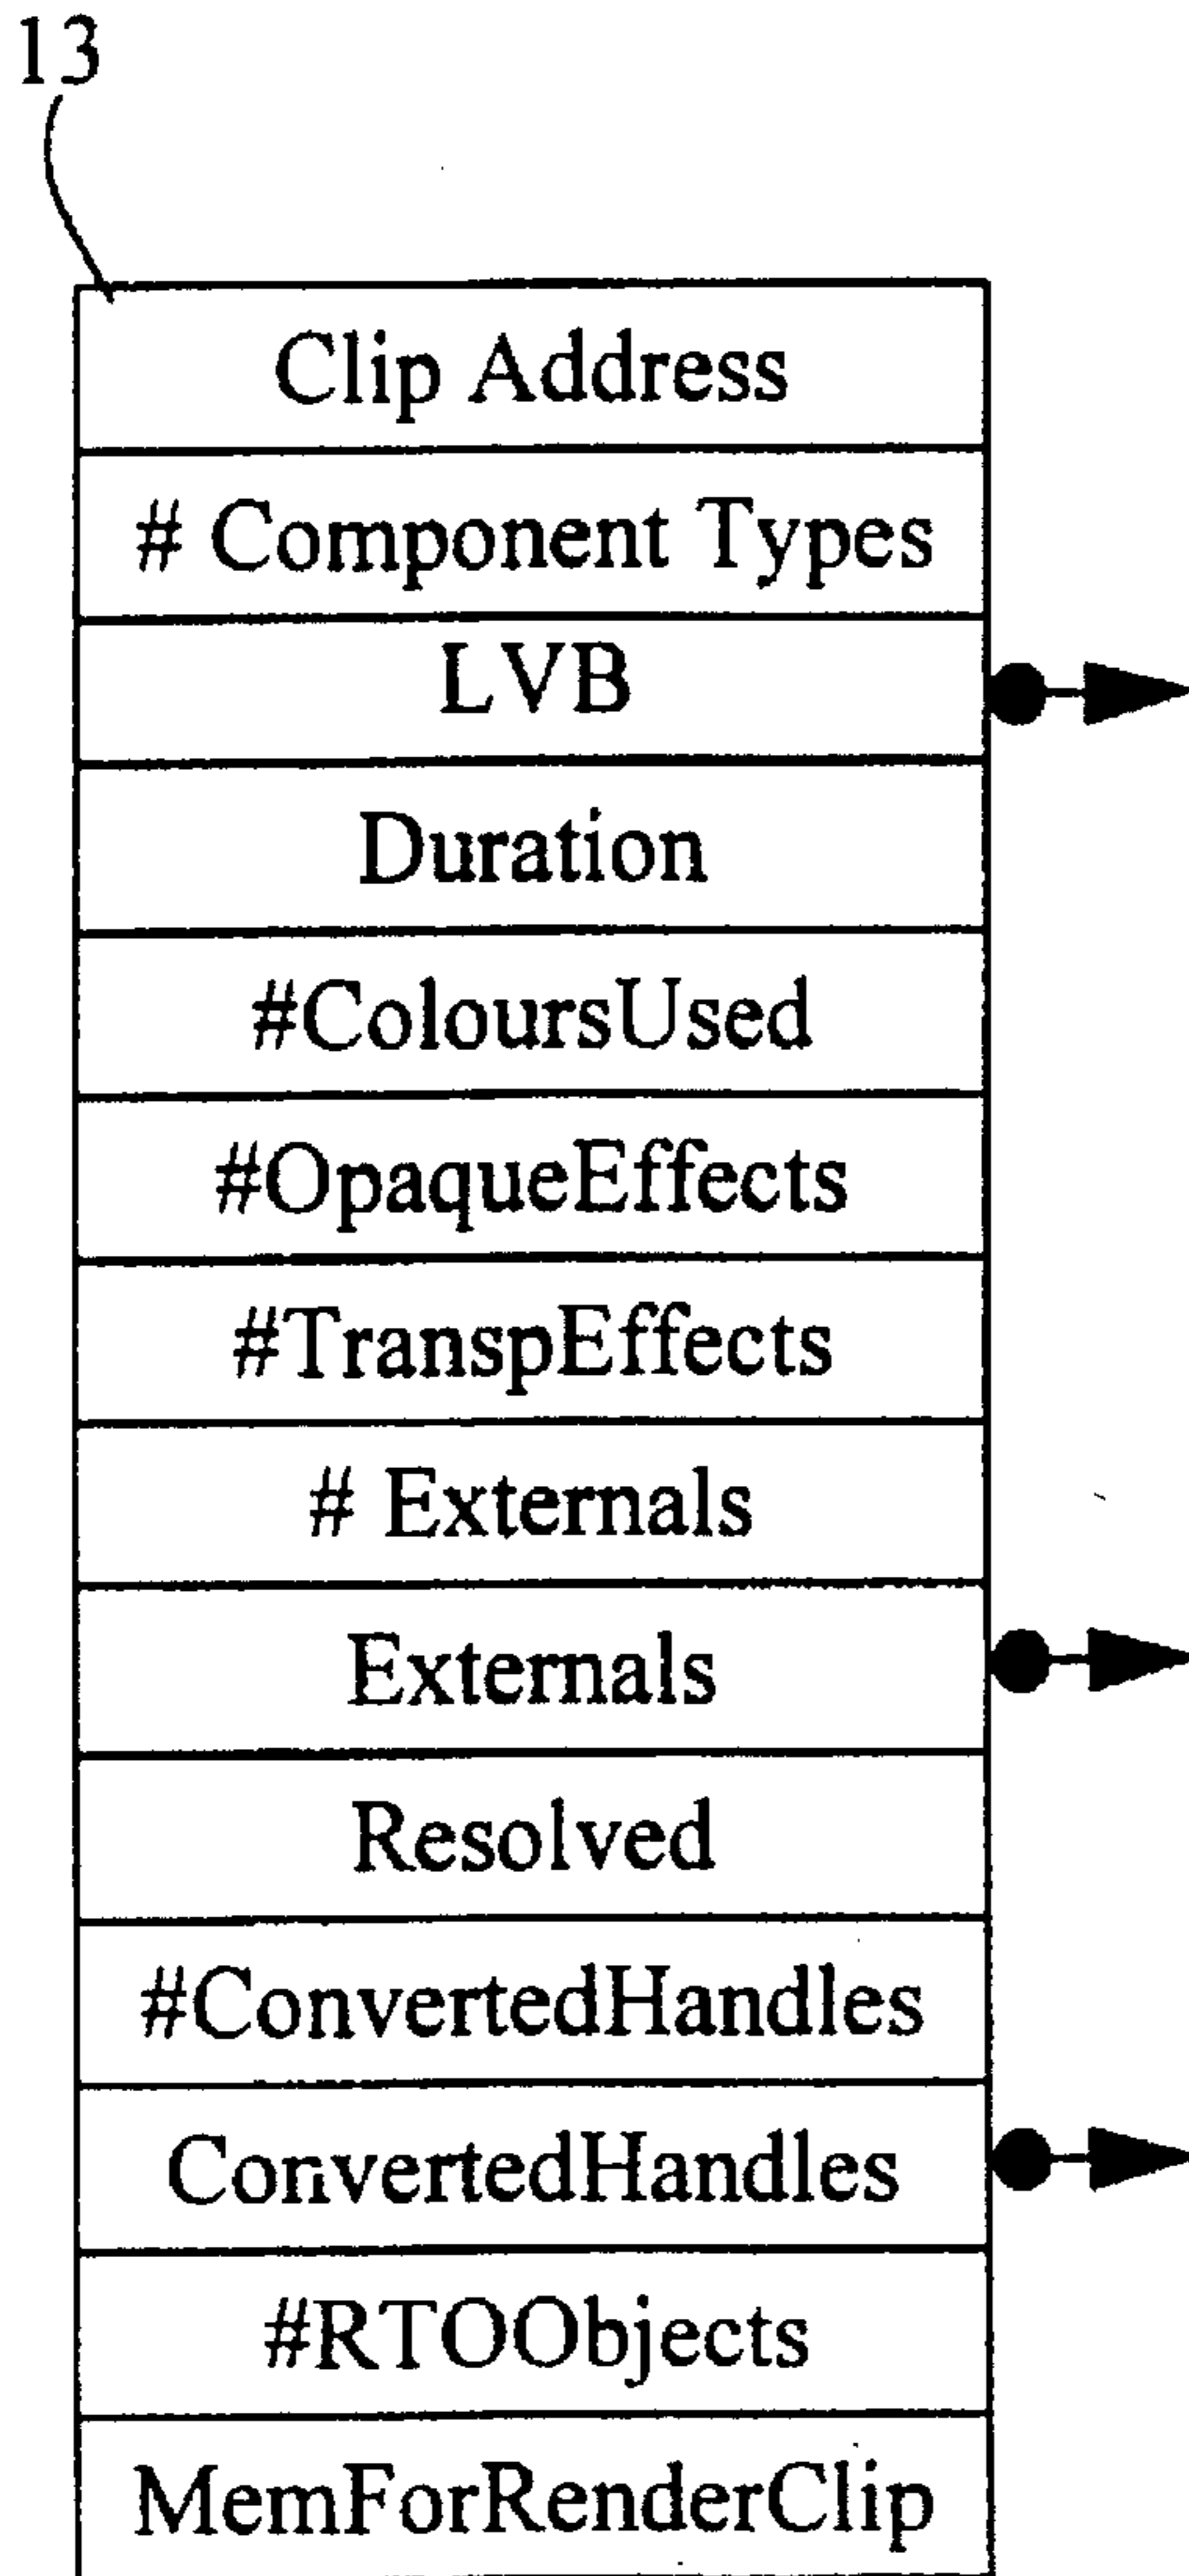 13
Clip Address
# Component Types
LVB
Duration
#ColoursUsed
#OpaqueEffects
#TranspEffects
# Externals
Externals
Resolved
#ConvertedHandles
ConvertedHandles
#RTOObjects
MemForRenderClip